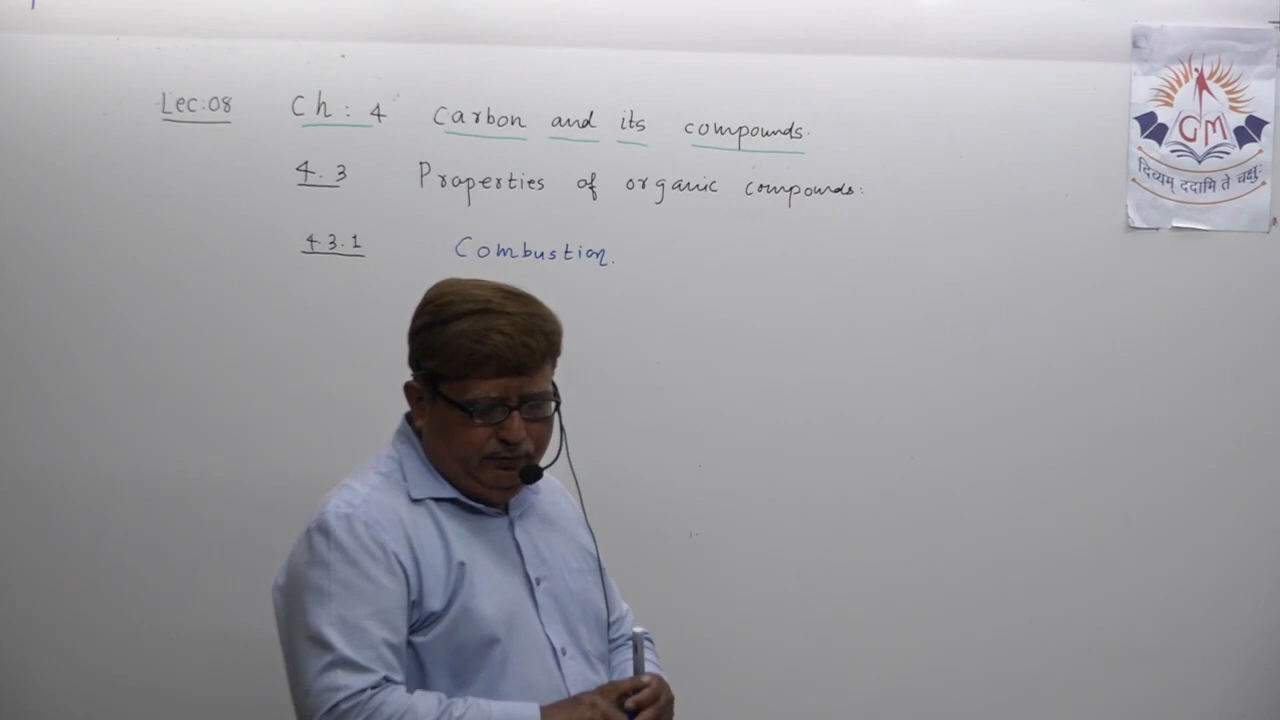 Lec:08 Ch: 4 Carbon and its compounds.
4.3 Properties of organic compounds:
4.3.1 Combustion.
GM
दिव्यम् ददामि ते चक्षुः